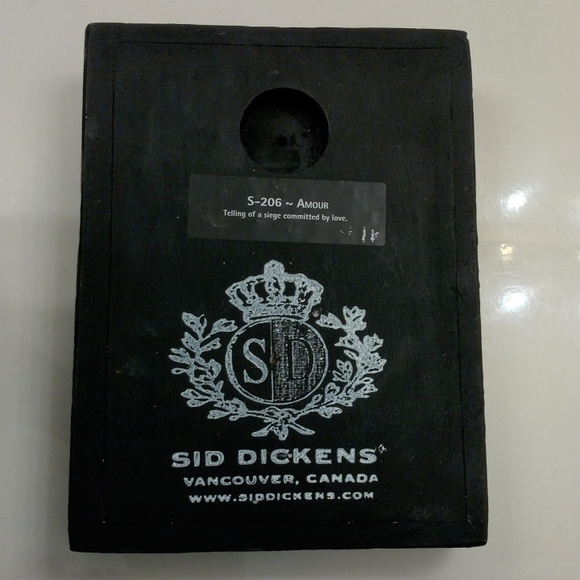 S-206 ~ AMOUR
Telling of a siege committed by love.
SD
SID DICKENS®
VANCOUVER, CANADA
WWW.SIDDICKENS.COM